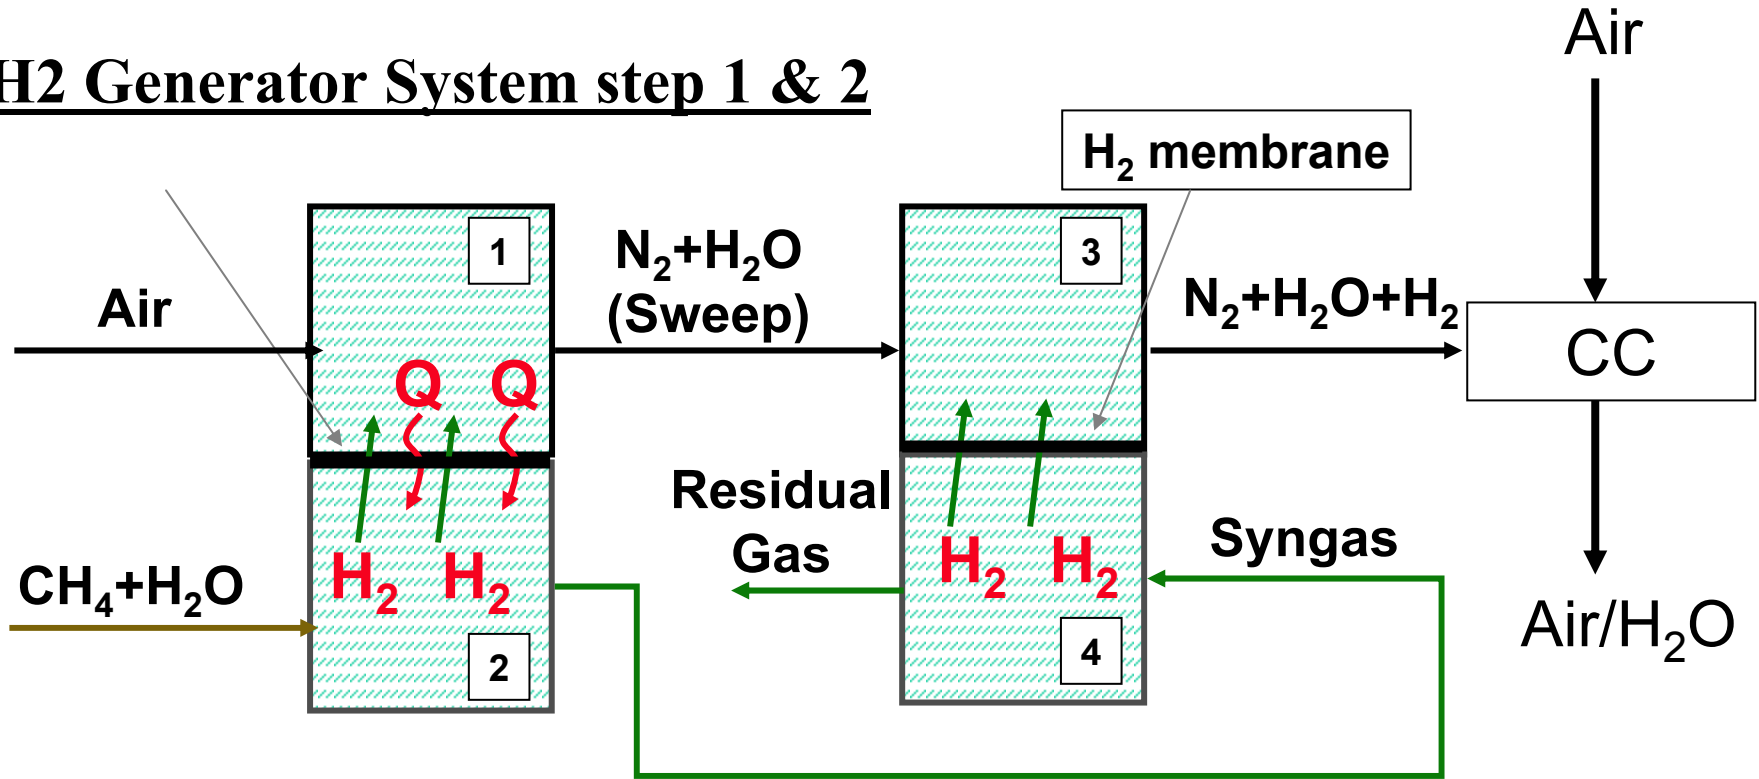 H2 Generator System step 1 & 2
Air
H₂ membrane
1
3
N₂+H₂O
(Sweep)
Air
N₂+H₂O+H₂
CC
Q Q
Residual
Gas
Syngas
H₂ H₂
H₂ H₂
CH₄+H₂O
Air/H₂O
2
4